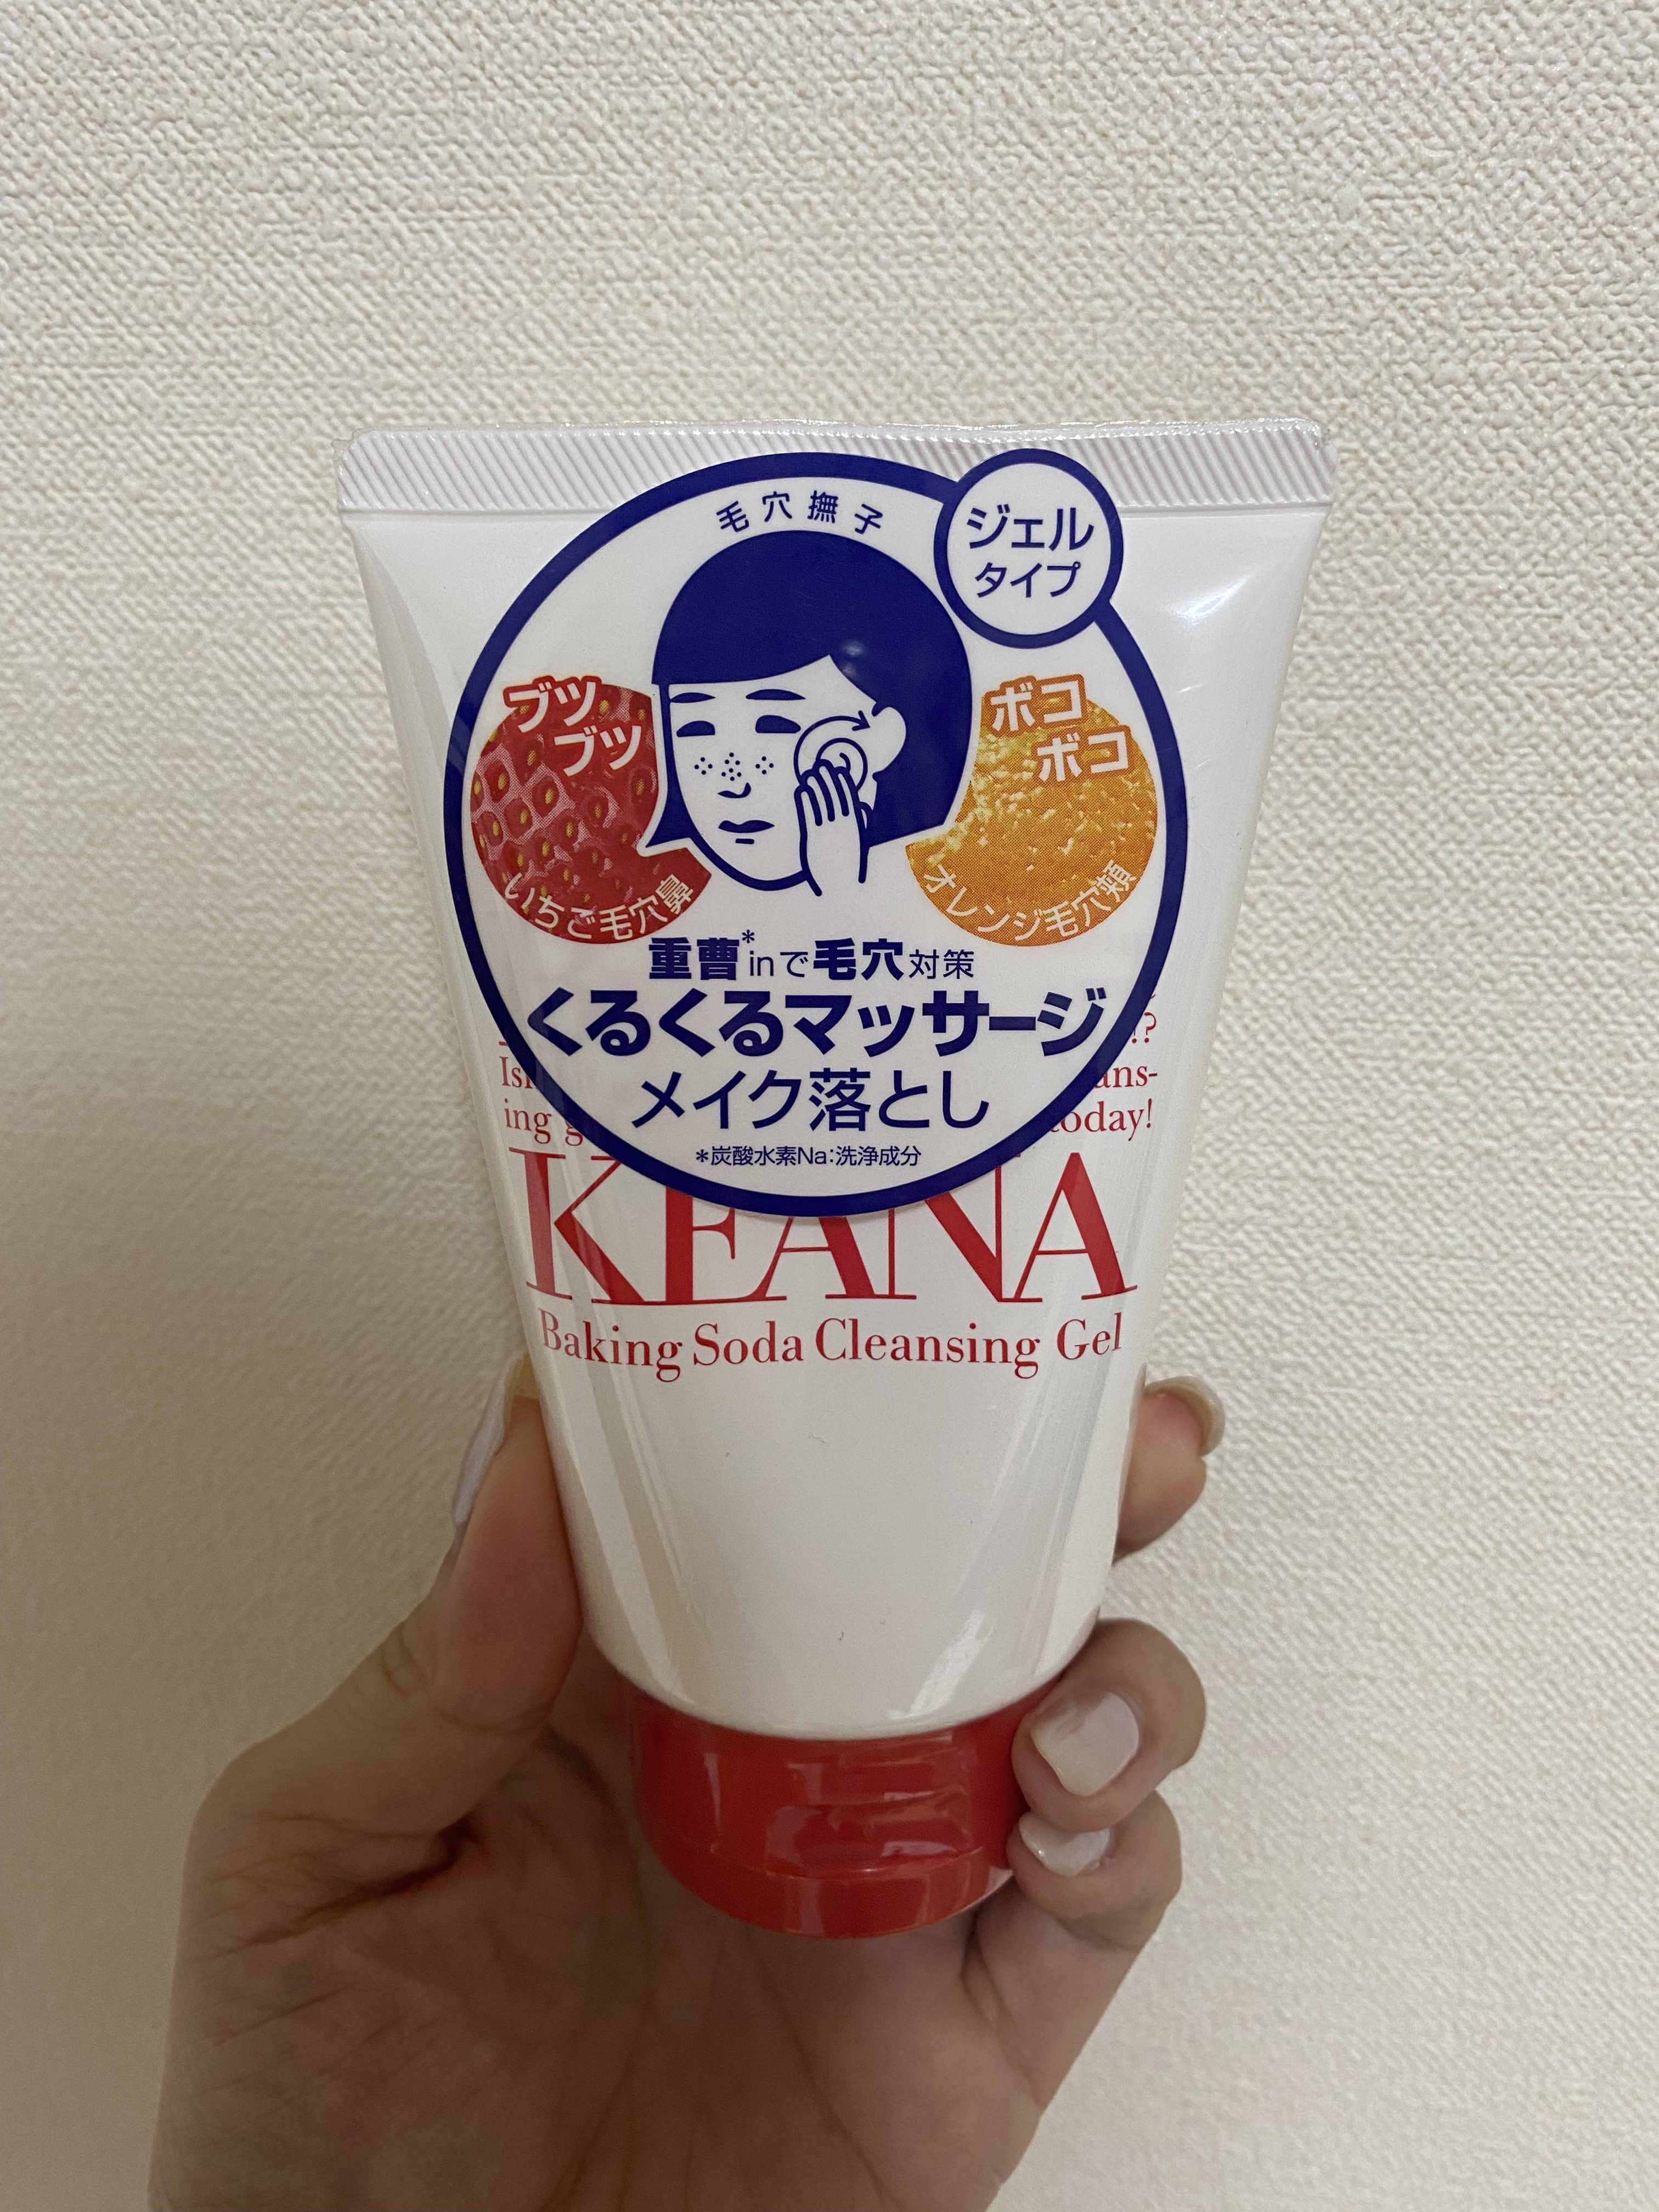 毛穴撫子
ジェル
タイプ
ブツ
ブツ
ボコ
ボコ
いちご毛穴鼻
オレンジ毛穴頬
重曹*inで毛穴対策
くるくるマッサージ
メイク落とし
*炭酸水素Na:洗浄成分
!?
ing
today!
KEANA
Baking Soda Cleansing Gel